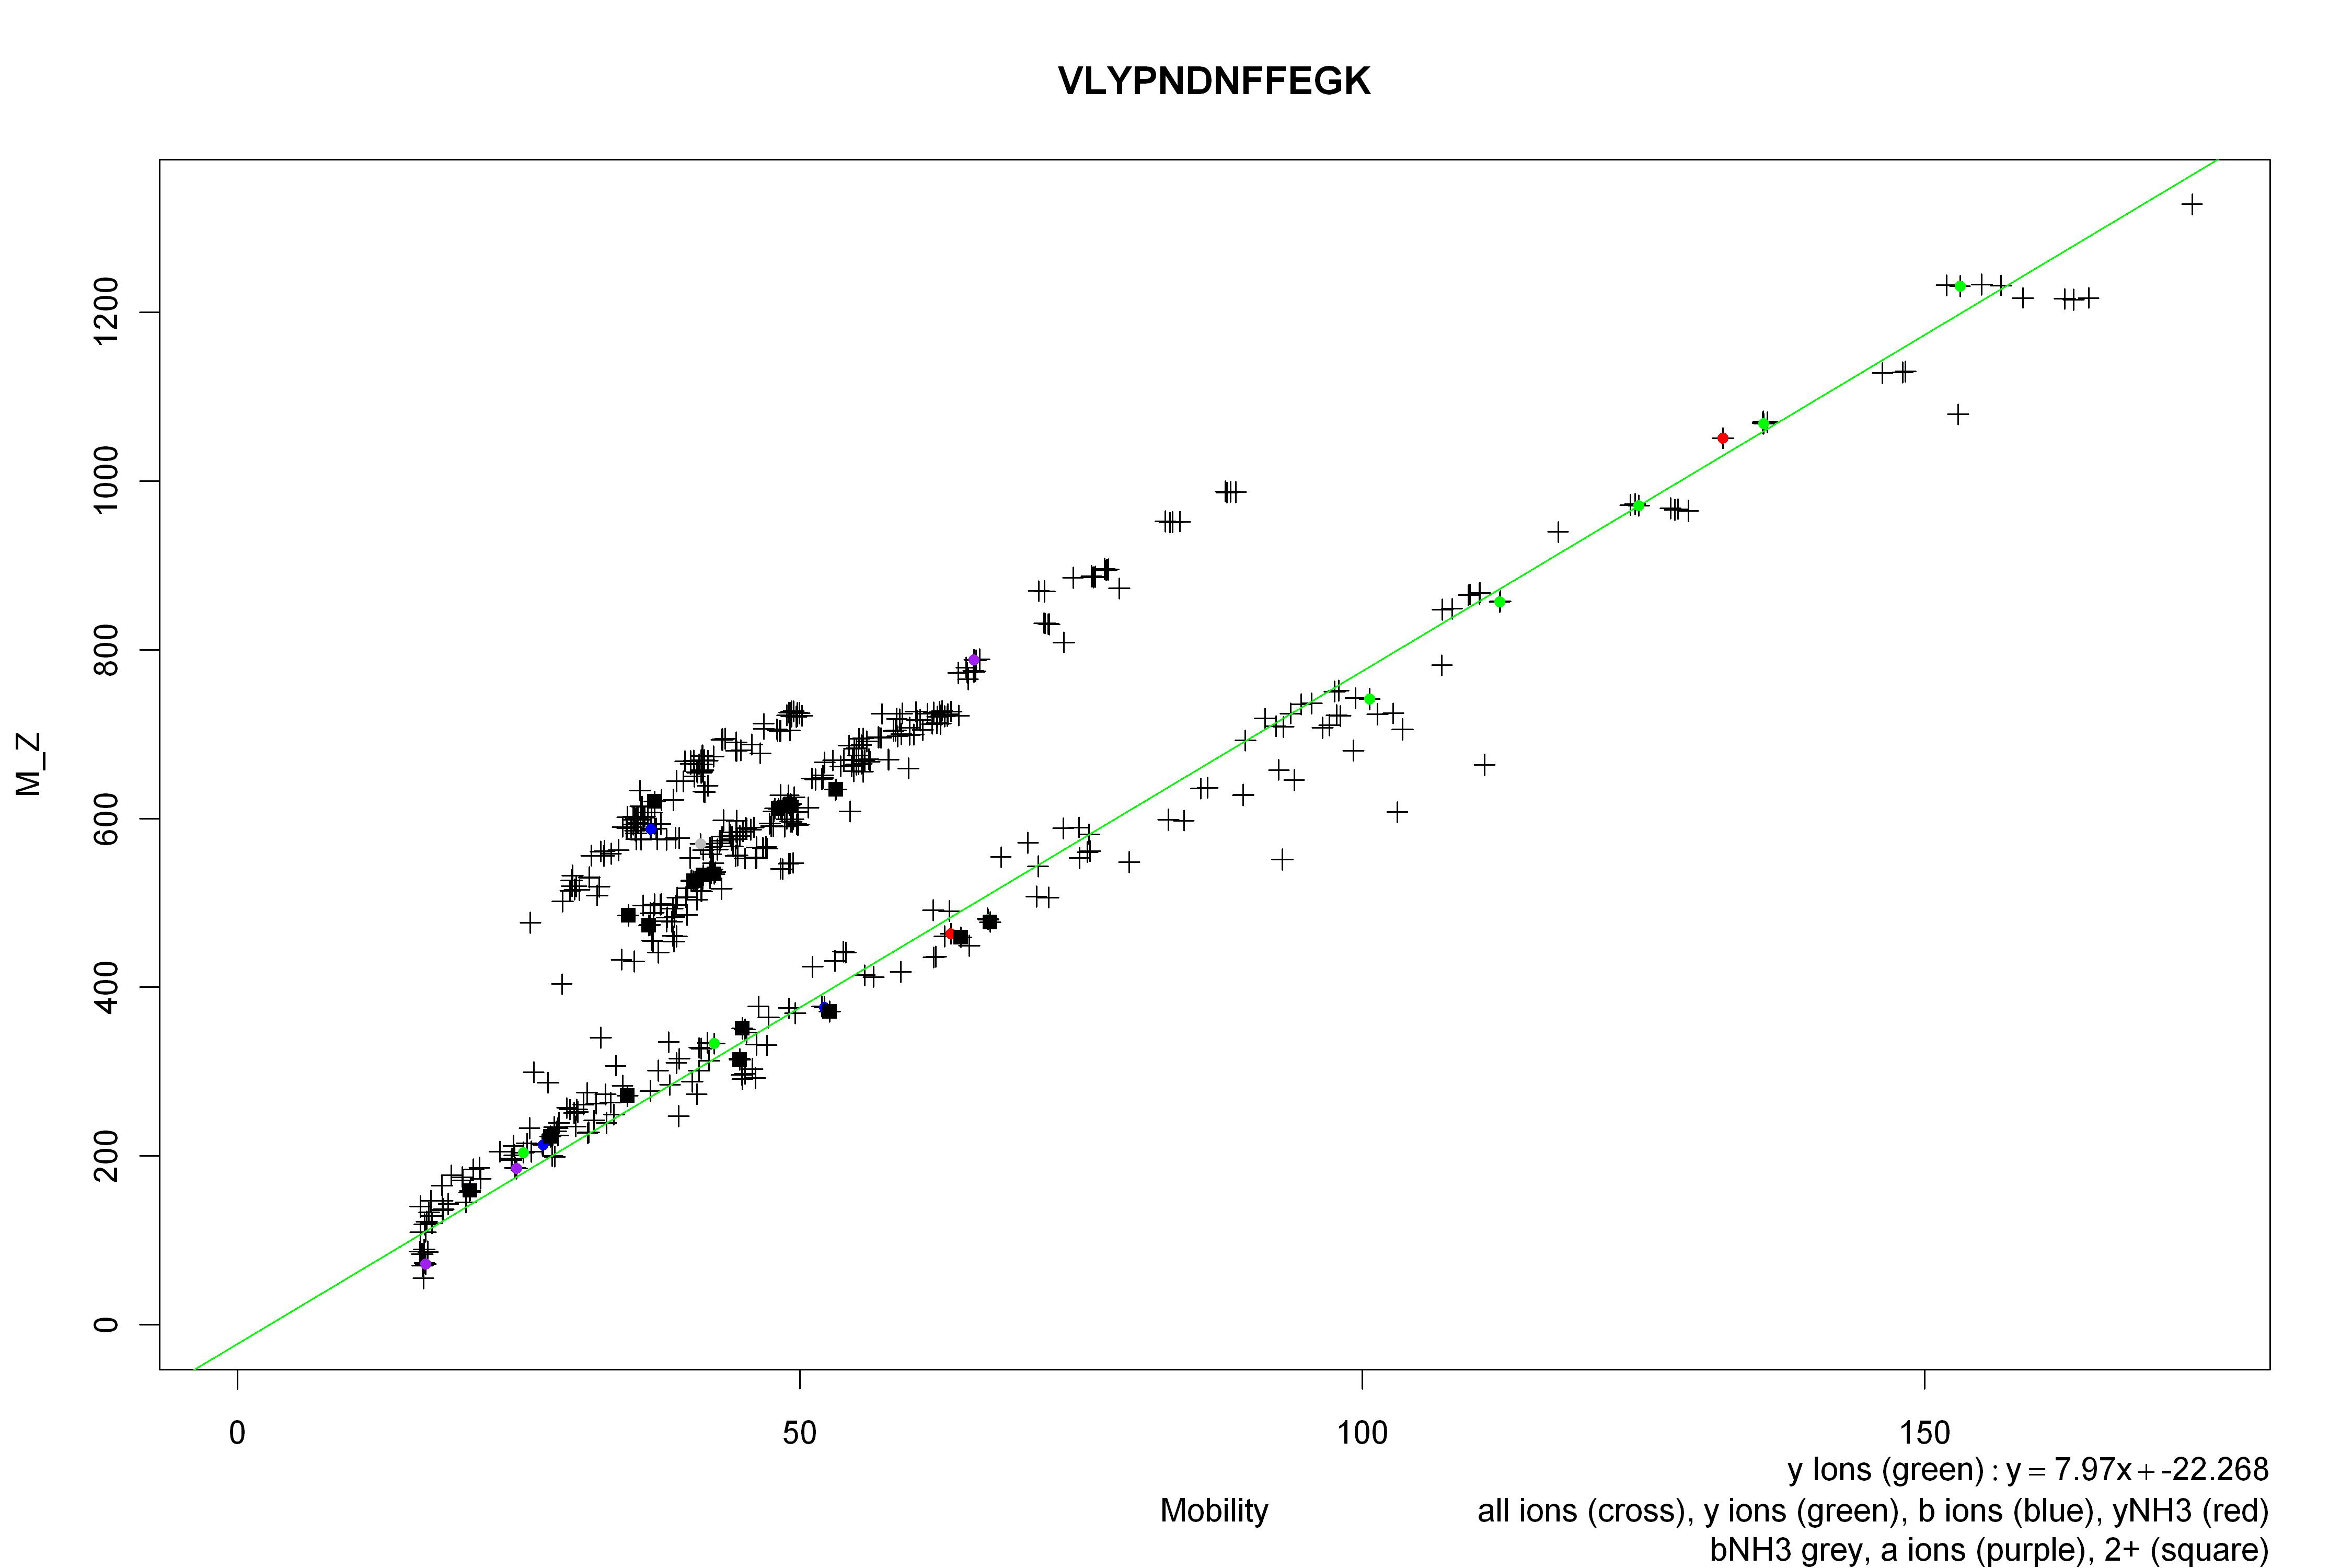 VLYPNDNFFEGK
M_Z
0
200
400
600
800
1000
1200
0
50
100
150
Mobility
y Ions (green) : y = 7.97x + -22.268
all ions (cross), y ions (green), b ions (blue), yNH3 (red)
bNH3 grey, a ions (purple), 2+ (square)